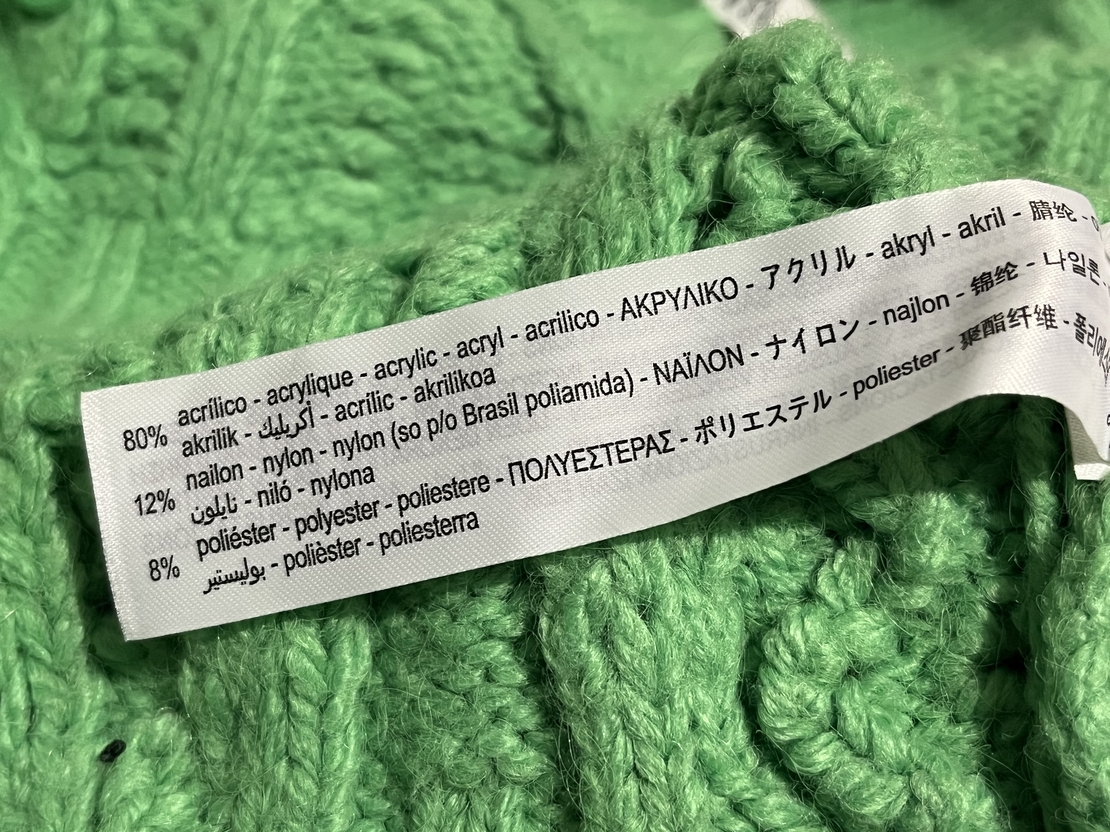 80% acrílico - acrylique - acrylic - acryl - acrilico - ΑΚΡΥΛΙΚΟ - アクリル - akryl - akril - 腈纶 -
akrilik - أكريليك - acrilic - akrilikoa
12% nailon - nylon - nylon (so p/o Brasil poliamida) - ΝΑΪΛΟΝ - ナイロン - najlon - 锦纶 - 나일론 -
نايلون - niló - nylona
8% poliéster - polyester - poliestere - ΠΟΛΥΕΣΤΕΡΑΣ - ポリエステル - poliester - 聚酯纤维 -
بوليستير - polièster - poliesterra